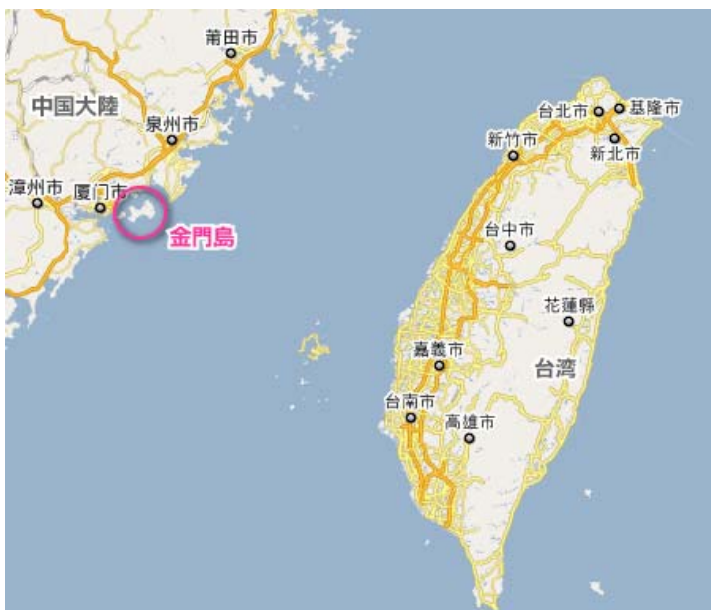 莆田市
中国大陸
泉州市
漳州市
厦门市
金門島
台北市
基隆市
新竹市
新北市
台中市
花蓮縣
嘉義市
台湾
台南市
高雄市